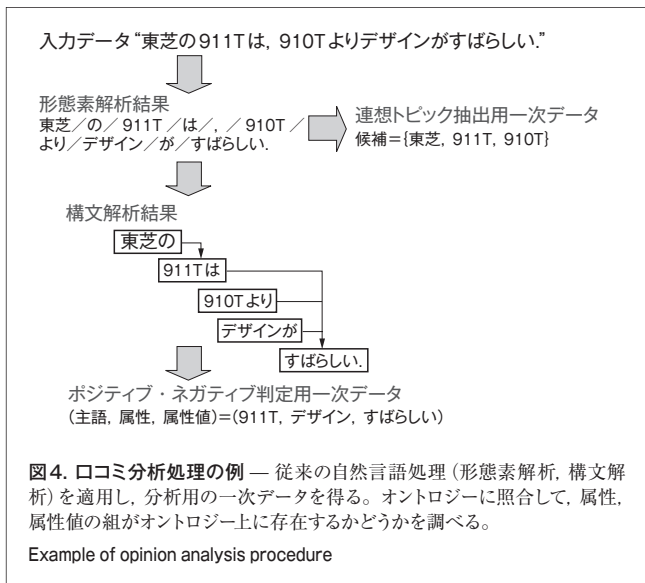 入力データ“東芝の911Tは, 910Tよりデザインがすばらしい.”
形態素解析結果
東芝／の／911T／は／, ／910T／
より／デザイン／が／すばらしい.
連想トピック抽出用一次データ
候補＝{東芝, 911T, 910T}
構文解析結果
東芝の
911Tは
910Tより
デザインが
すばらしい.
ポジティブ・ネガティブ判定用一次データ
(主語, 属性, 属性値)＝(911T, デザイン, すばらしい)
図4. 口コミ分析処理の例 — 従来の自然言語処理(形態素解析, 構文解
析)を適用し, 分析用の一次データを得る。オントロジーに照合して, 属性,
属性値の組がオントロジー上に存在するかどうかを調べる。
Example of opinion analysis procedure